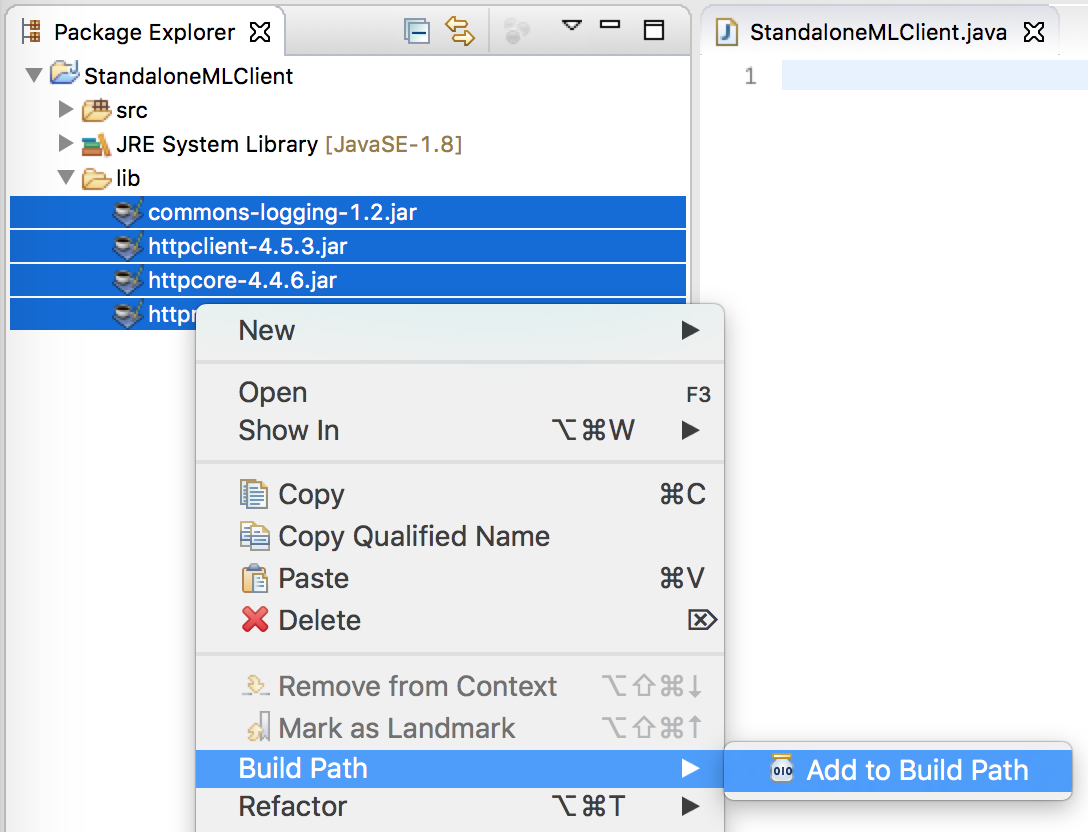 Package Explorer
StandaloneMLClient.java
StandaloneMLClient
1
src
JRE System Library [JavaSE-1.8]
lib
commons-logging-1.2.jar
httpclient-4.5.3.jar
httpcore-4.4.6.jar
New
Open F3
Show In ⌥⌘W
Copy ⌘C
Copy Qualified Name
Paste ⌘V
Delete ⌦
Remove from Context ⌥⇧⌘↓
Mark as Landmark ⌥⇧⌘↑
Build Path
010 Add to Build Path
Refactor ⌥⌘T